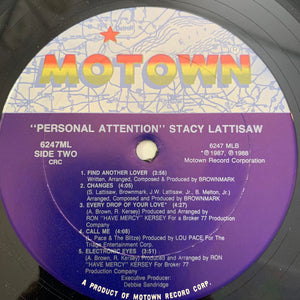 MOTOWN
"PERSONAL ATTENTION" STACY LATTISAW
6247ML
SIDE TWO
CRC
6247 MLB
℗ 1987, ℗ 1986
Motown Record Corporation
1. FIND ANOTHER LOVER (3:56)
Written, Arranged, Composed & Produced by BROWNMARK
2. CHANGES (4:05)
(S. Lattisaw, Brownmark, J.W. Lattisaw Jr., B. Melton, Jr.)
Arranged, Composed & Produced by BROWNMARK
3. EVERY DROP OF YOUR LOVE* (4:21)
(A. Brown, R. Kersey) Produced and Arranged by RON
"HAVE MERCY" KERSEY For Broker 77 Production
Company
4. CALL ME (4:08)
(L. Pace & The Blitze) Produced by LOU PACE For The
Triage Entertainment Corp.
5. ELECTRONIC EYES (3:51)
(A. Brown, R. Kersey) Produced and Arranged by RON
"HAVE MERCY" KERSEY For Broker 77
Production Company
Executive Producer:
Debbie Sandridge
A PRODUCT OF MOTOWN RECORD CORP.